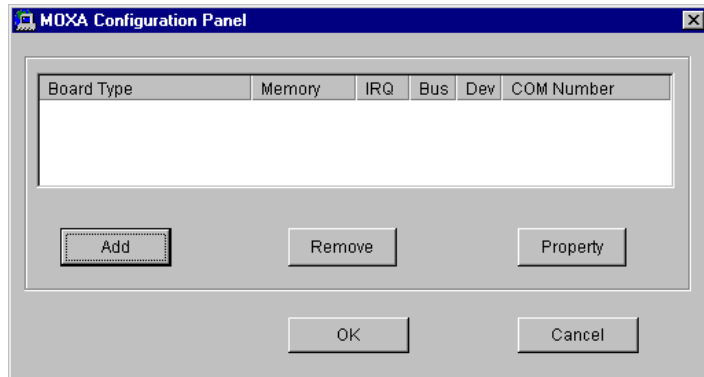 MOXA Configuration Panel
Board Type Memory IRQ Bus Dev COM Number
Add Remove Property
OK Cancel